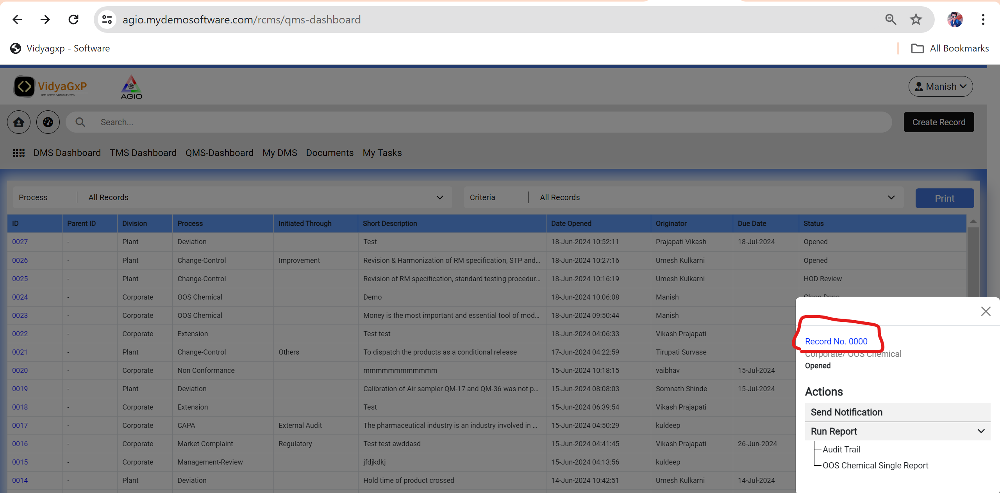 agio.mydemosoftware.com/rcms/qms-dashboard
Vidyagxp - Software
All Bookmarks
VidyaGxP
Data informs, wisdom discerns.
AGIO
Manish
Search...
Create Record
DMS Dashboard TMS Dashboard QMS-Dashboard My DMS Documents My Tasks
Process All Records Criteria All Records Print
ID Parent ID Division Process Initiated Through Short Description Date Opened Originator Due Date Status
0027 - Plant Deviation Test 18-Jun-2024 10:52:11 Prajapati Vikash 18-Jul-2024 Opened
0026 - Plant Change-Control Improvement Revision & Harmonization of RM specification, STP and... 18-Jun-2024 10:27:16 Umesh Kulkarni Opened
0025 - Plant Change-Control Revision of RM specification, standard testing procedur... 18-Jun-2024 10:16:19 Umesh Kulkarni HOD Review
0024 - Corporate OOS Chemical Demo 18-Jun-2024 10:06:08 Manish Close Done
0023 - Corporate OOS Chemical Money is the most important and essential tool of mod... 18-Jun-2024 09:50:44 Manish
0022 - Corporate Extension Test test 18-Jun-2024 04:06:33 Vikash Prajapati
0021 - Plant Change-Control Others To dispatch the products as a conditional release 17-Jun-2024 04:22:59 Tirupati Survase
0020 - Corporate Non Conformance mmmmmmmmmmmm 15-Jun-2024 10:18:15 vaibhav 15-Jul-2024
0019 - Plant Deviation Calibration of Air sampler QM-17 and QM-36 was not p... 15-Jun-2024 08:08:03 Somnath Shinde 15-Jul-2024
0018 - Corporate Extension Test 15-Jun-2024 06:39:54 Vikash Prajapati
0017 - Corporate CAPA External Audit The pharmaceutical industry is an industry involved in ... 15-Jun-2024 04:50:29 kuldeep
0016 - Corporate Market Complaint Regulatory Test test awddasd 15-Jun-2024 04:41:45 Vikash Prajapati 26-Jun-2024
0015 - Corporate Management-Review jfdjkdkj 15-Jun-2024 04:13:56 kuldeep
0014 - Plant Deviation Hold time of product crossed 14-Jun-2024 10:42:51 Umesh Kulkarni 14-Jul-2024
Record No. 0000
Corporate/ OOS Chemical
Opened
Actions
Send Notification
Run Report
Audit Trail
OOS Chemical Single Report